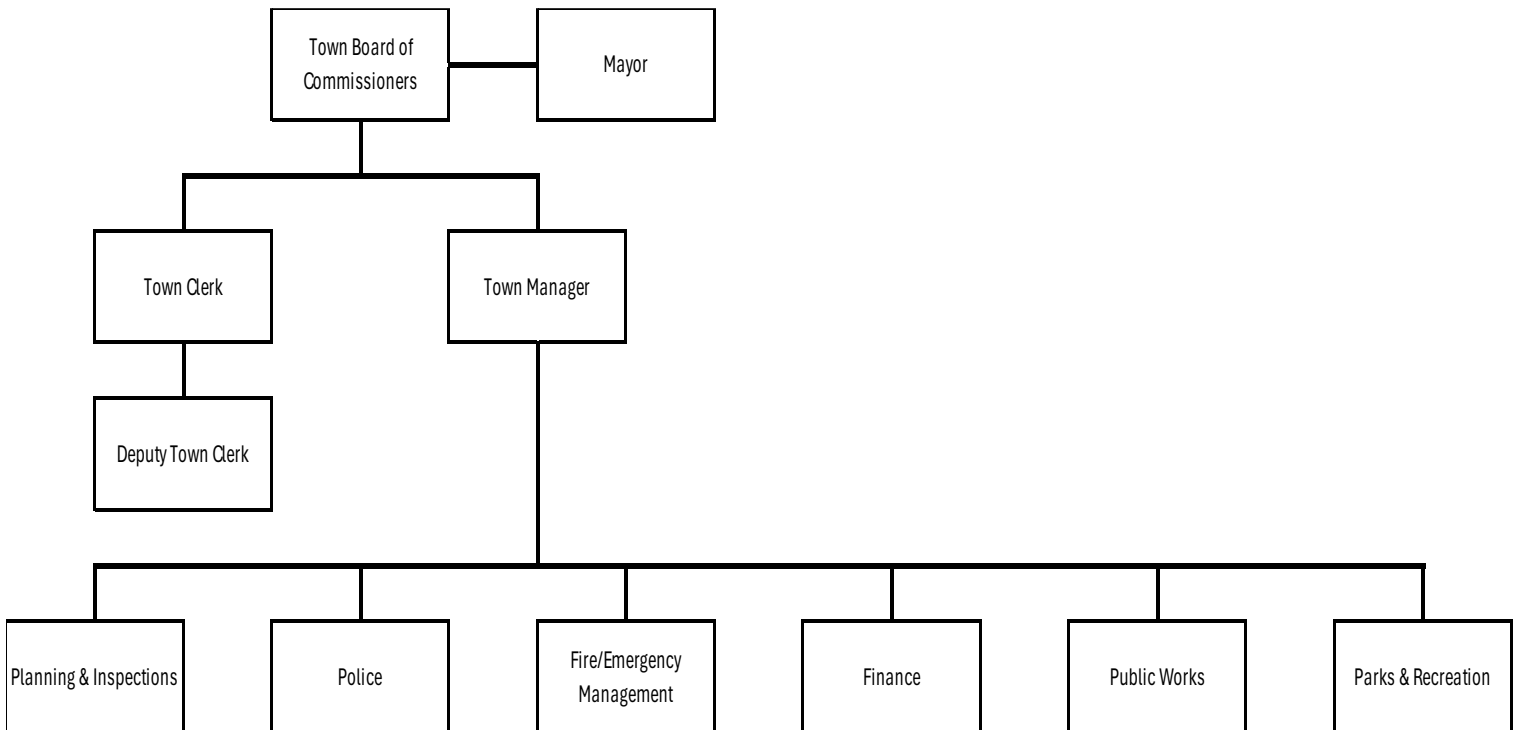 Town Board of
Commissioners
Mayor
Town Clerk
Town Manager
Deputy Town Clerk
Planning & Inspections
Police
Fire/Emergency
Management
Finance
Public Works
Parks & Recreation